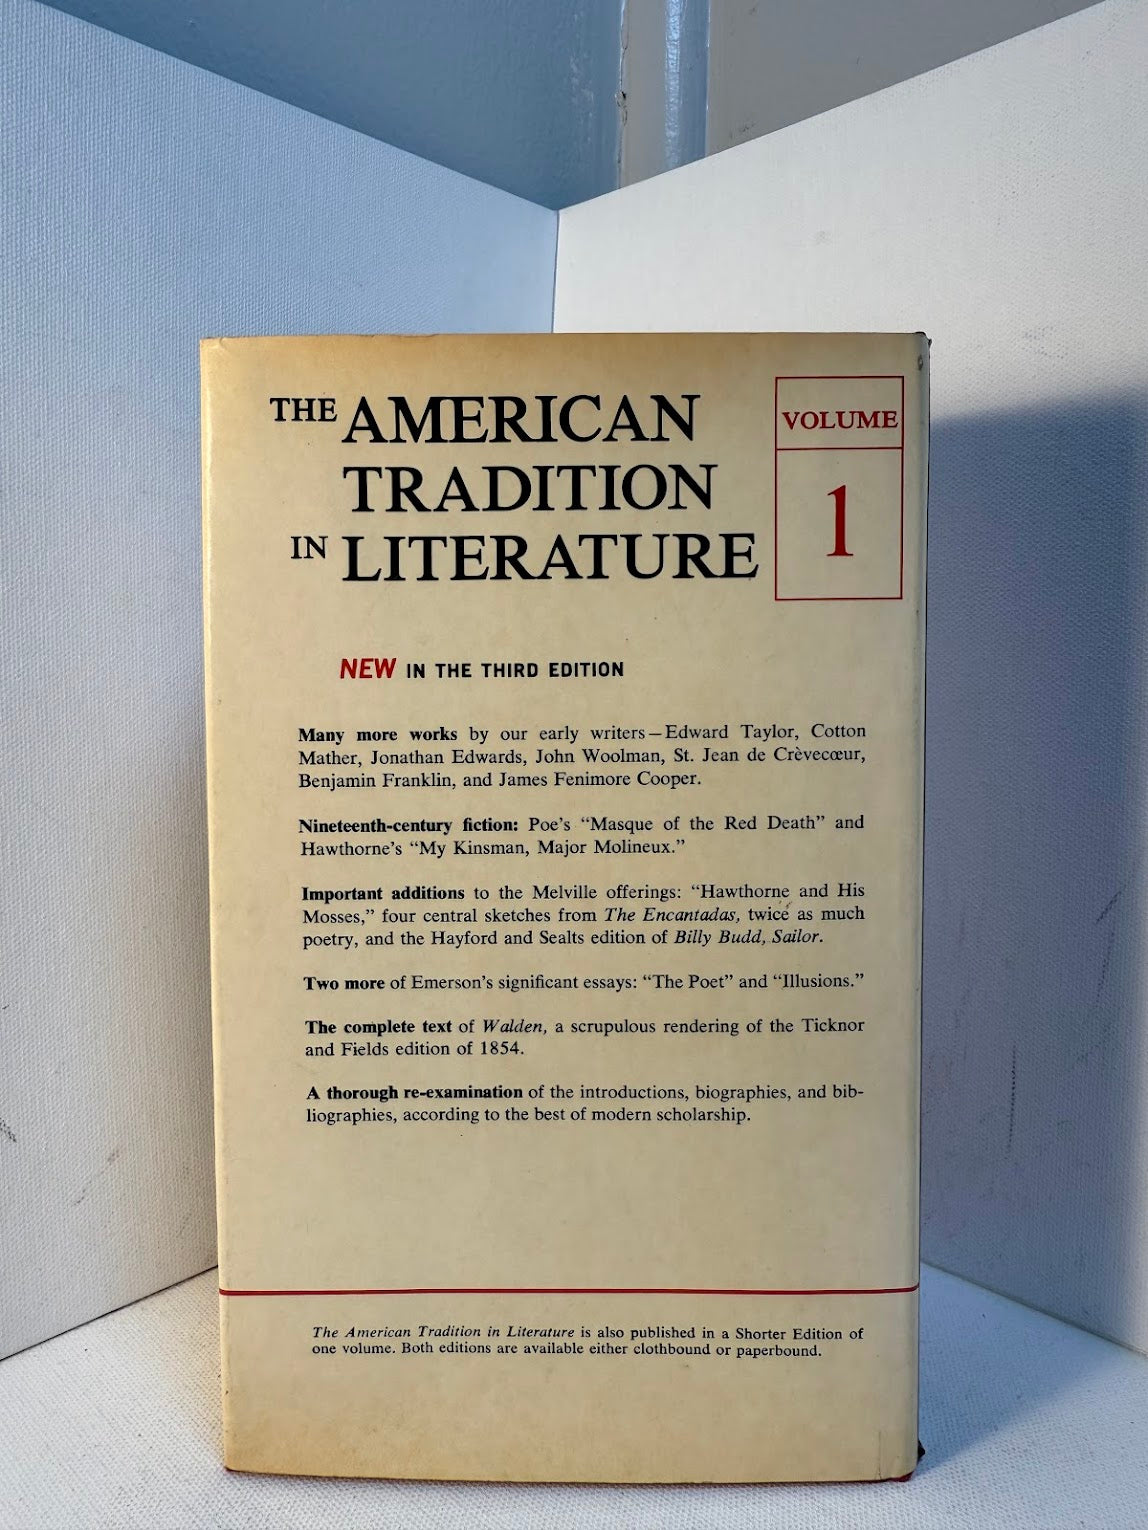 THE AMERICAN
TRADITION
IN LITERATURE
VOLUME
1
NEW IN THE THIRD EDITION
Many more works by our early writers—Edward Taylor, Cotton
Mather, Jonathan Edwards, John Woolman, St. Jean de Crèvecœur,
Benjamin Franklin, and James Fenimore Cooper.
Nineteenth-century fiction: Poe's “Masque of the Red Death” and
Hawthorne's “My Kinsman, Major Molineux.”
Important additions to the Melville offerings: “Hawthorne and His
Mosses,” four central sketches from The Encantadas, twice as much
poetry, and the Hayford and Sealts edition of Billy Budd, Sailor.
Two more of Emerson's significant essays: “The Poet” and “Illusions.”
The complete text of Walden, a scrupulous rendering of the Ticknor
and Fields edition of 1854.
A thorough re-examination of the introductions, biographies, and bib-
liographies, according to the best of modern scholarship.
The American Tradition in Literature is also published in a Shorter Edition of
one volume. Both editions are available either clothbound or paperbound.